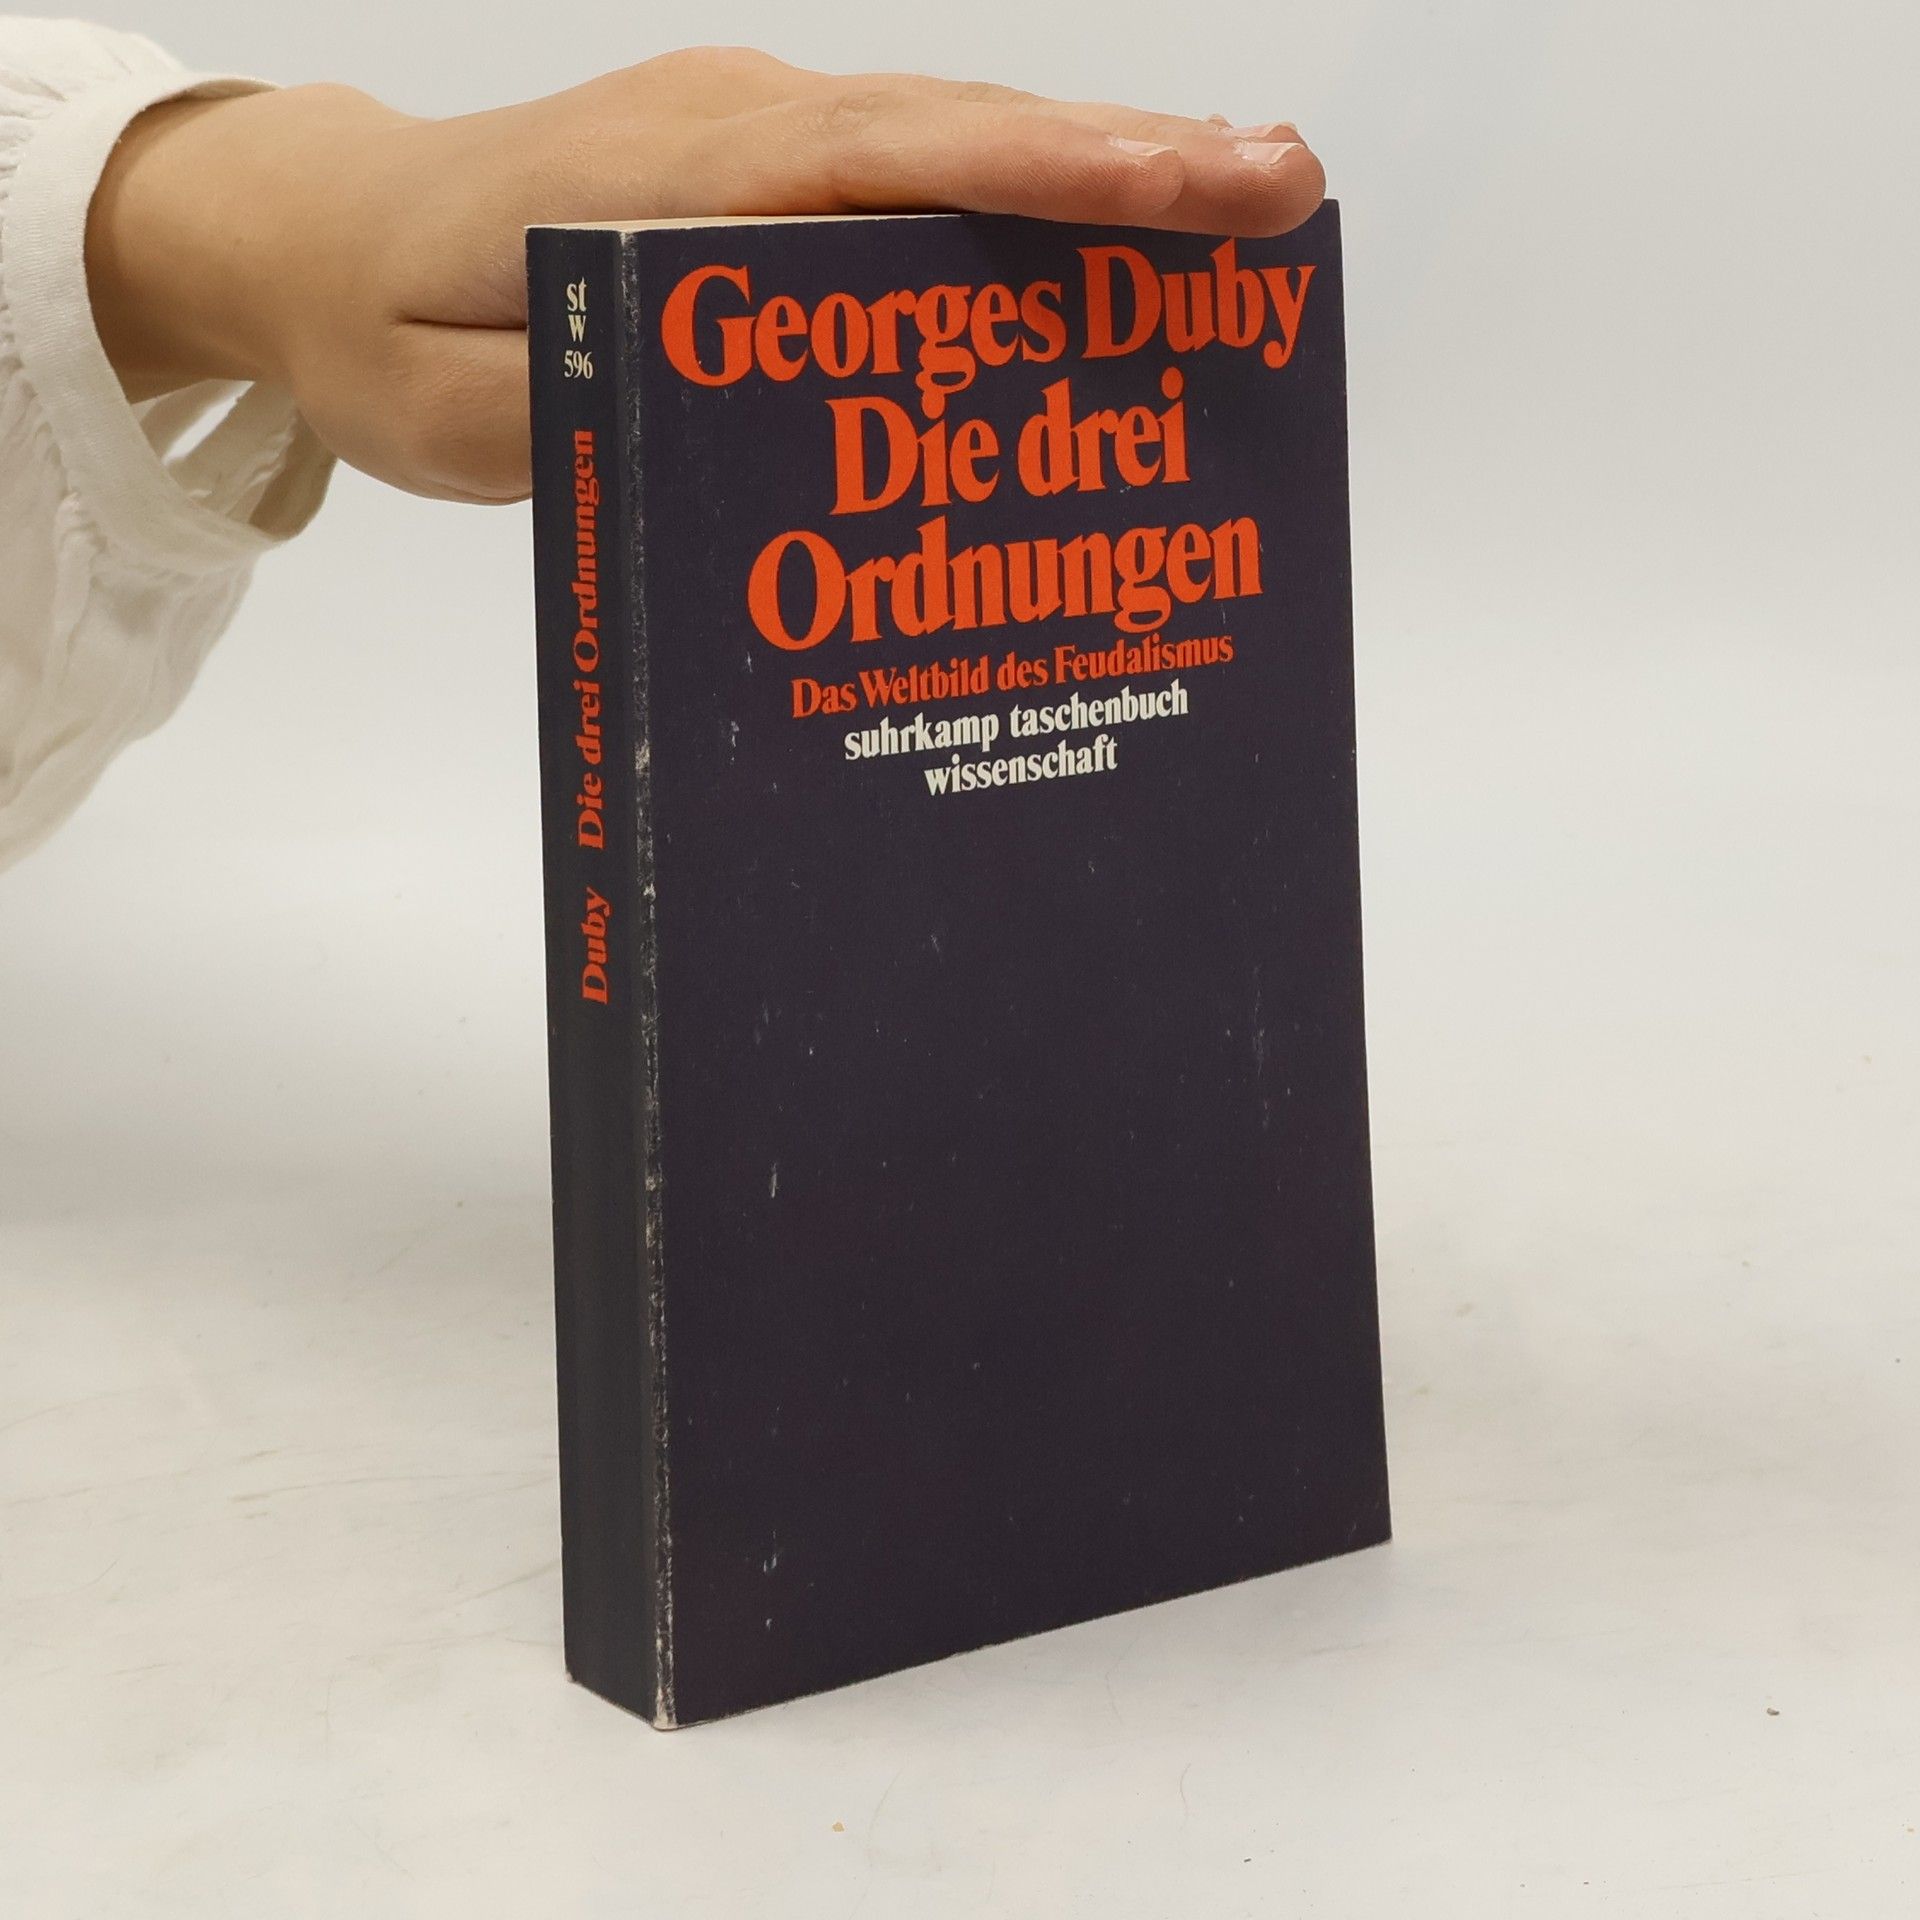 Georges Duby
Die drei
Ordnungen
Das Weltbild des Feudalismus
suhrkamp taschenbuch
wissenschaft
st
w
596
Duby Die drei Ordnungen